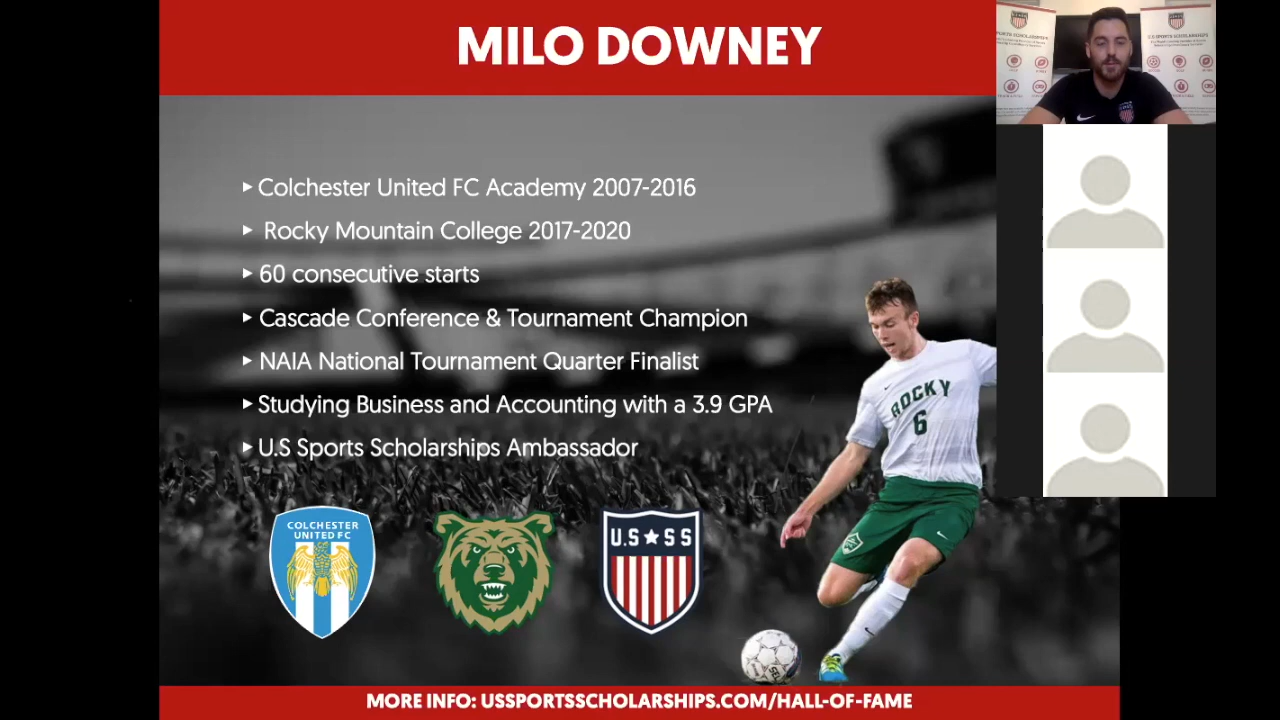 MILO DOWNEY
Colchester United FC Academy 2007-2016
Rocky Mountain College 2017-2020
60 consecutive starts
Cascade Conference & Tournament Champion
NAIA National Tournament Quarter Finalist
Studying Business and Accounting with a 3.9 GPA
U.S Sports Scholarships Ambassador
COLCHESTER
UNITED FC
U.S ★ S S
ROCKY
6
MORE INFO: USSPORTSSCHOLARSHIPS.COM/HALL-OF-FAME